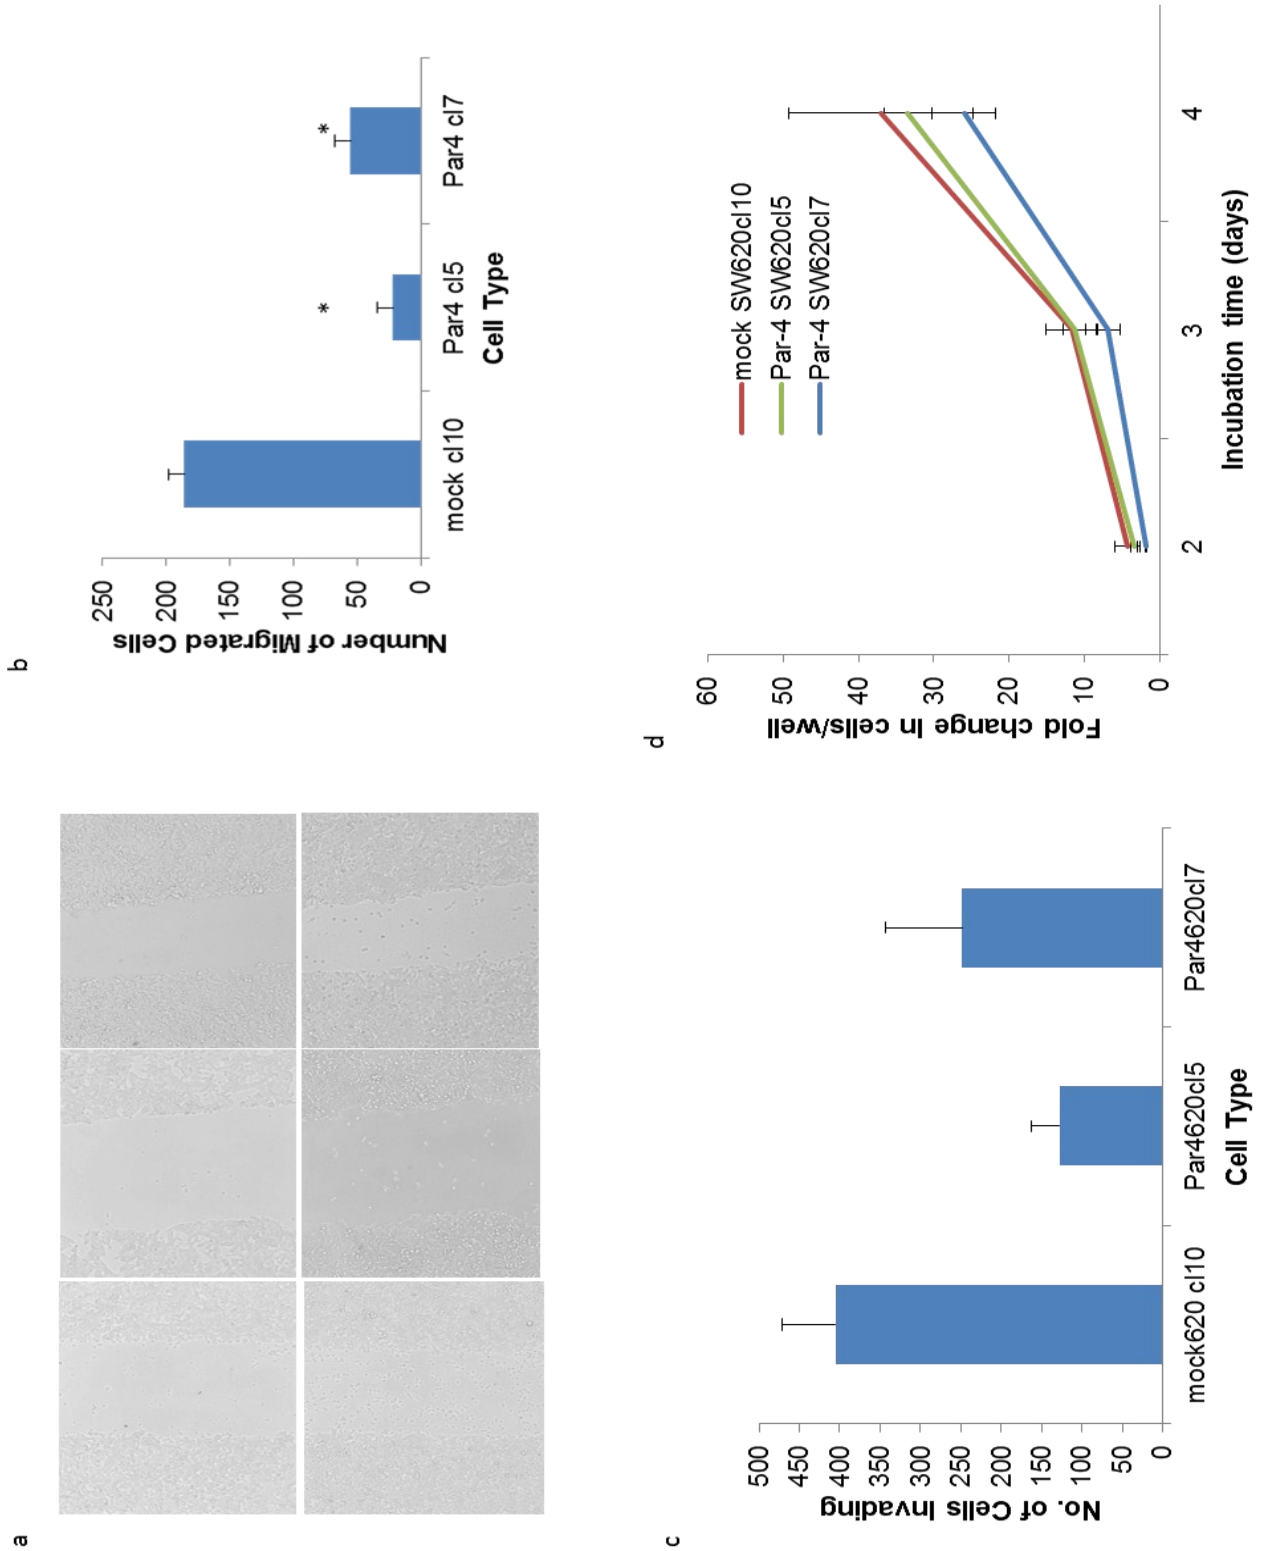 a
b
250
200
150
100
50
0
Number of Migrated Cells
mock cl10
Par4 cl5
Par4 cl7
*
*
Cell Type
c
500
450
400
350
300
250
200
150
100
50
0
No. of Cells Invading
mock620 cl10
Par4620cl5
Par4620cl7
Cell Type
d
60
50
40
30
20
10
0
Fold change In cells/well
mock SW620cl10
Par-4 SW620cl5
Par-4 SW620cl7
2
3
4
Incubation time (days)